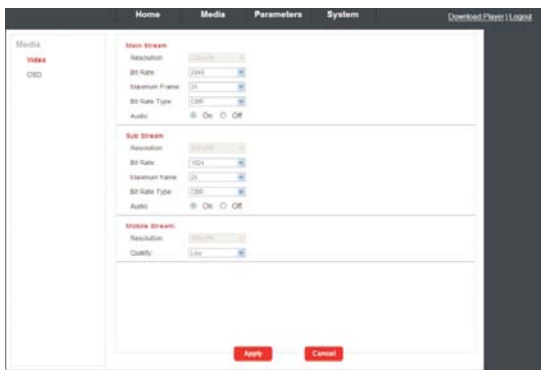 Home Media Parameters System Download Player | Logout
Media
Video
OSD
Main Stream
Resolution
Bit Rate 2048
Maximum Frame
Bit Rate Type CBR
Audio On Off
Sub Stream
Resolution
Bit Rate 1024
Maximum frame
Bit Rate Type CBR
Audio On Off
Mobile Stream:
Resolution
Quality Low
Apply Cancel